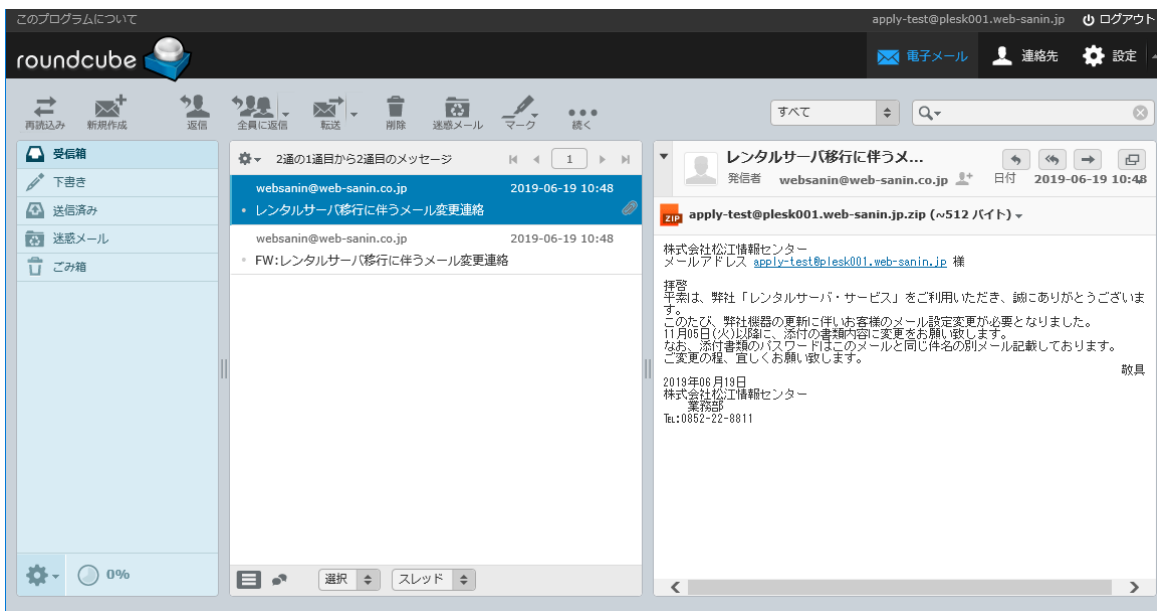 このプログラムについて
apply-test@plesk001.web-sanin.jp ログアウト
roundcube
電子メール 連絡先 設定
再読込み 新規作成 返信 全員に返信 転送 削除 迷惑メール マーク 続く
すべて
受信箱
下書き
送信済み
迷惑メール
ごみ箱
0%
2通の1通目から2通目のメッセージ 1
websanin@web-sanin.co.jp 2019-06-19 10:48
レンタルサーバ移行に伴うメール変更連絡
websanin@web-sanin.co.jp 2019-06-19 10:48
FW:レンタルサーバ移行に伴うメール変更連絡
選択 スレッド
レンタルサーバ移行に伴うメ...
発信者 websanin@web-sanin.co.jp 日付 2019-06-19 10:48
ZIP apply-test@plesk001.web-sanin.jp.zip (~512 バイト)
株式会社松江情報センター
メールアドレス apply-test@plesk001.web-sanin.jp 様
拝啓
平素は、弊社「レンタルサーバ・サービス」をご利用いただき、誠にありがとうございま
す。
このたび、弊社機器の更新に伴いお客様のメール設定変更が必要となりました。
11月05日(火)以降に、添付の書類内容に変更をお願い致します。
なお、添付書類のパスワードはこのメールと同じ件名の別メール記載しております。
ご変更の程、宜しくお願い致します。
敬具
2019年06月19日
株式会社松江情報センター
業務部
℡:0852-22-8811